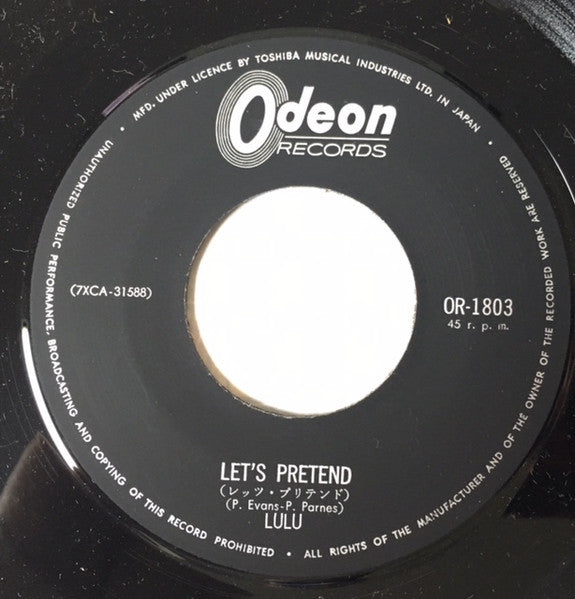 MFD. UNDER LICENCE BY TOSHIBA MUSICAL INDUSTRIES LTD. IN JAPAN
Odeon
RECORDS
(7XCA-31588)
OR-1803
45 r. p. m.
LET'S PRETEND
(レッツ・プリテンド)
(P. Evans-P. Parnes)
LULU
• ALL RIGHTS OF THE MANUFACTURER AND OF THE OWNER OF THE RECORDED WORK ARE RESERVED •
UNAUTHORIZED PUBLIC PERFORMANCE, BROADCASTING AND COPYING OF THIS RECORD PROHIBITED •